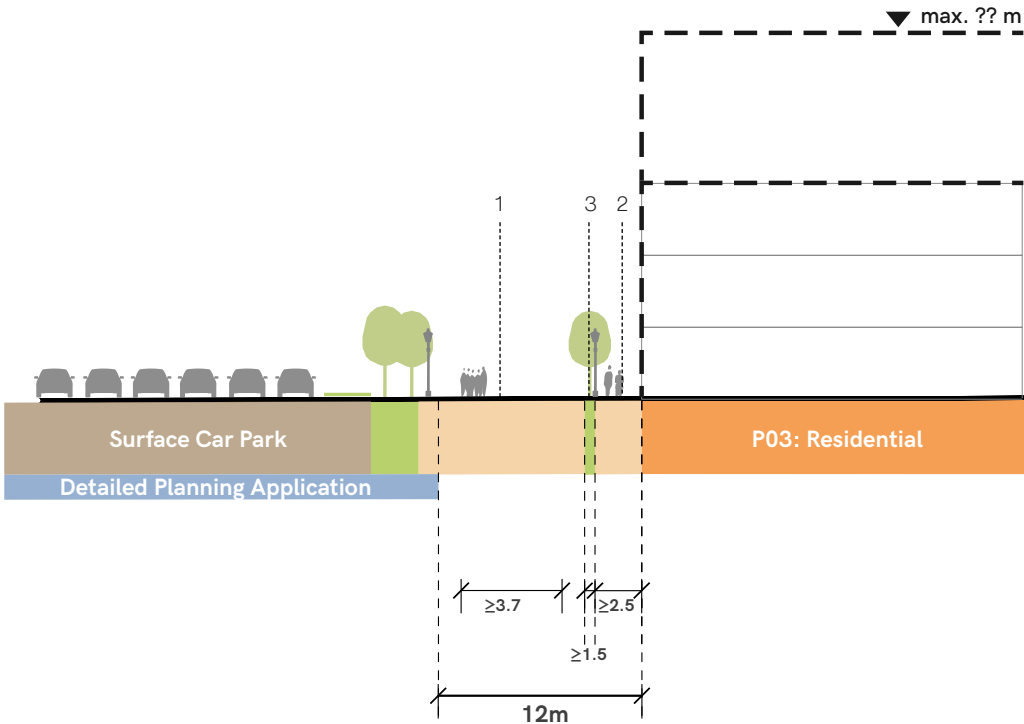 max. ?? m
1
3
2
Surface Car Park
P03: Residential
Detailed Planning Application
≥3.7
≥2.5
≥1.5
12m